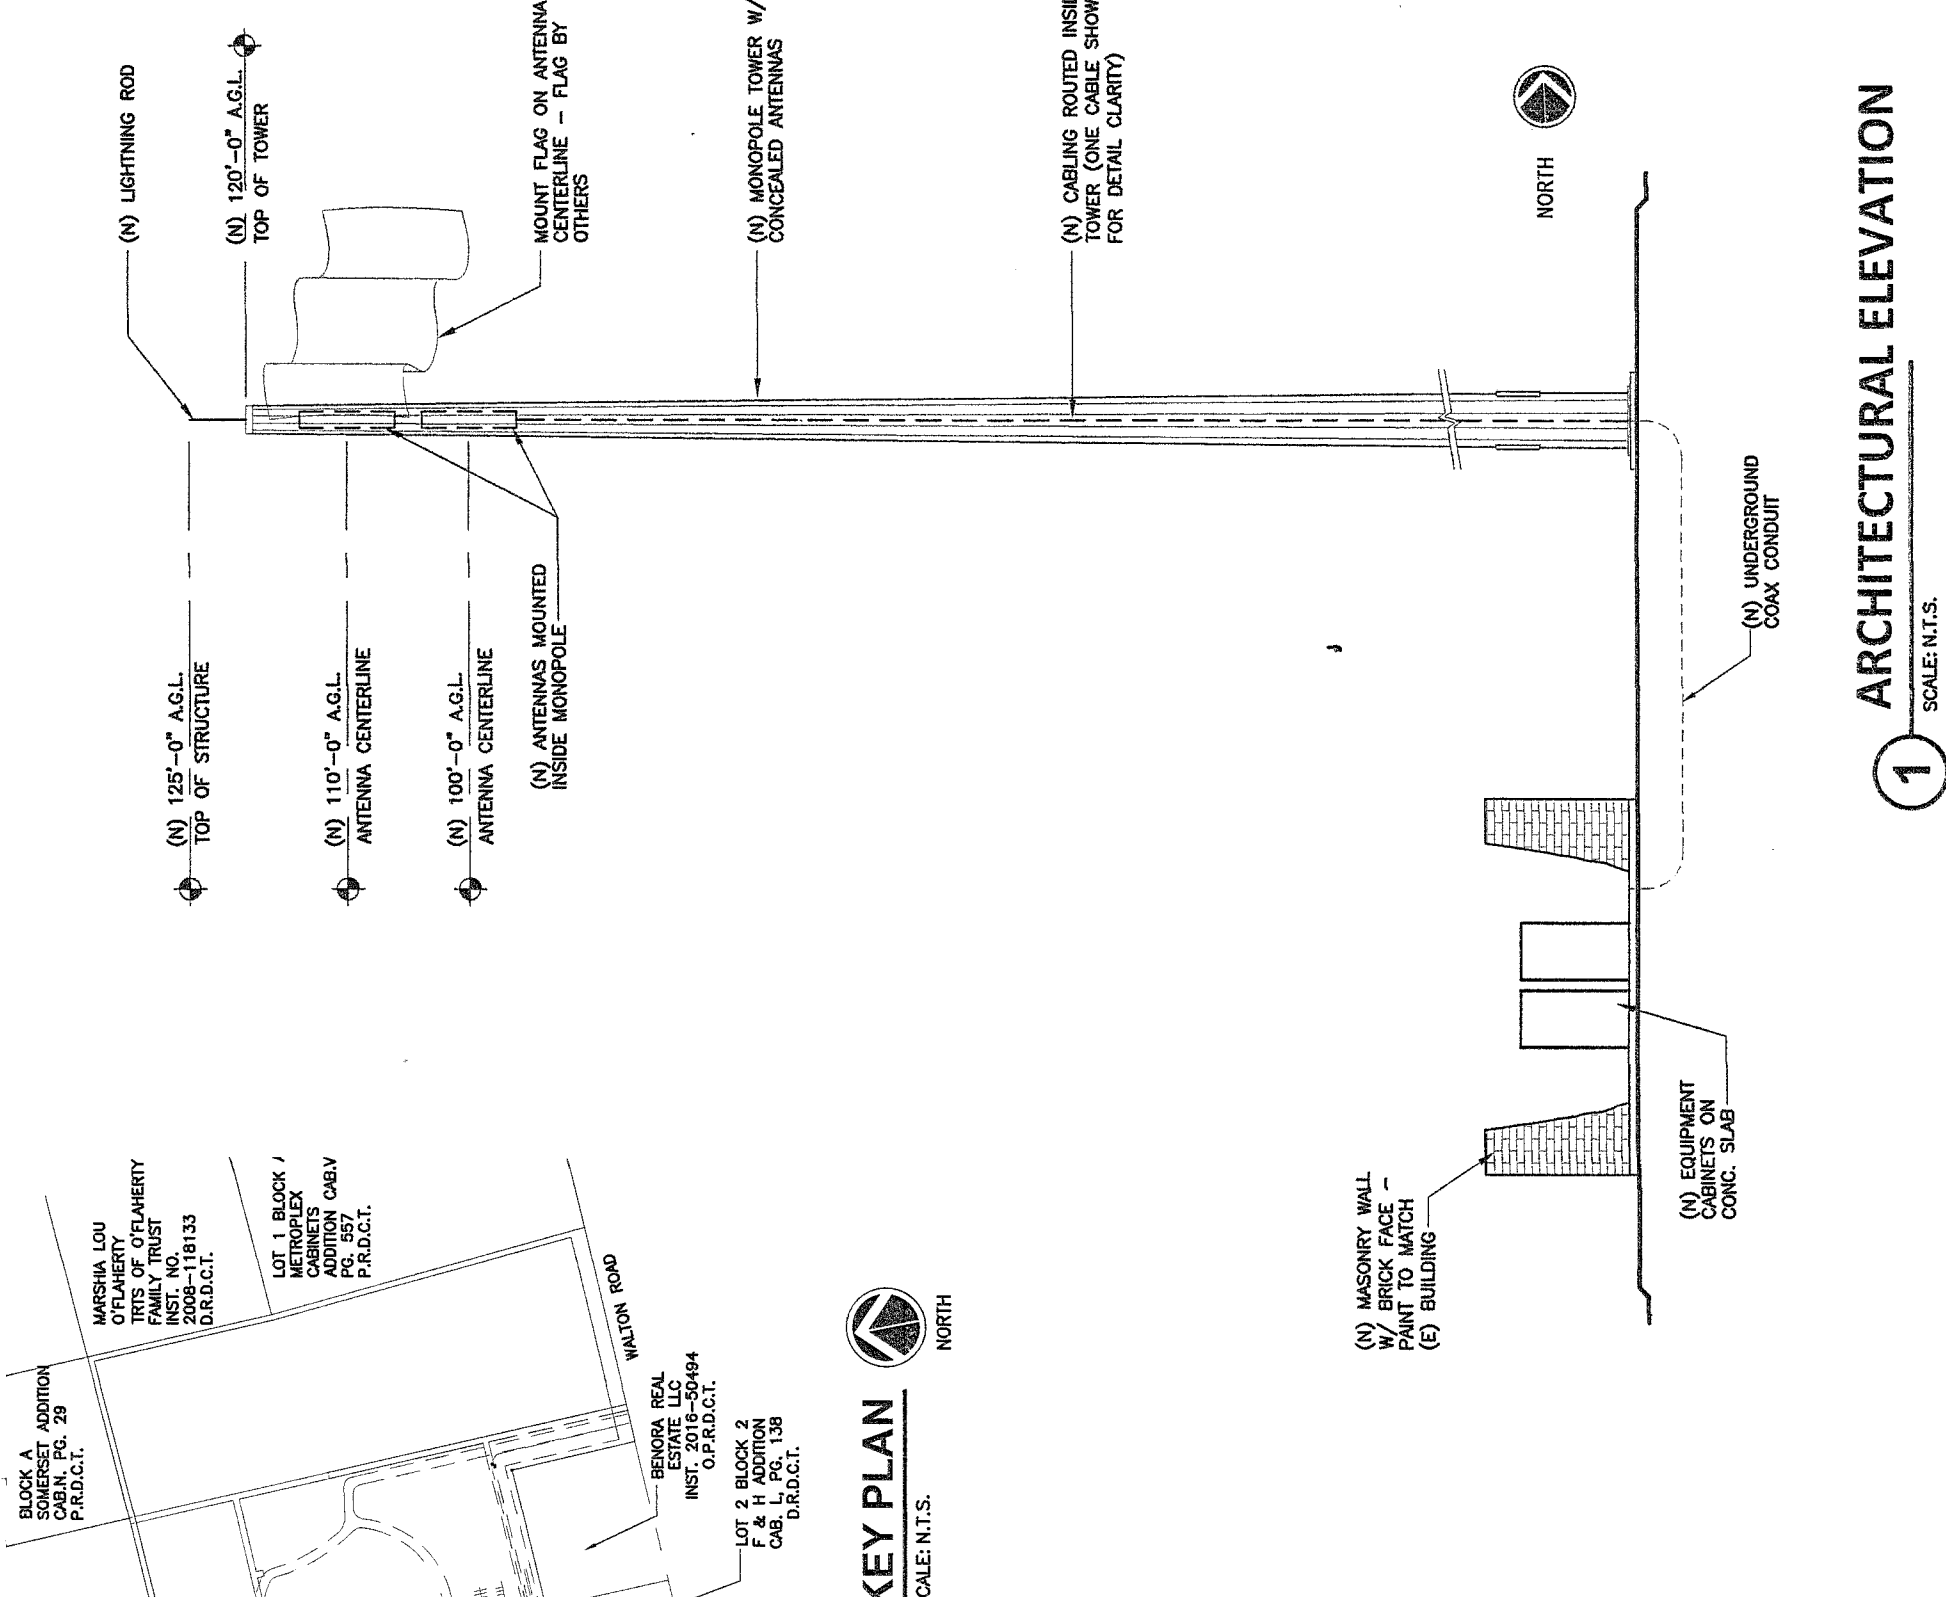 (N) LIGHTNING ROD
(N) 120'-0" A.G.L.
TOP OF TOWER
MOUNT FLAG ON ANTENNA
CENTERLINE - FLAG BY
OTHERS
(N) MONOPOLE TOWER W/
CONCEALED ANTENNAS
(N) CABLING ROUTED INSID
TOWER (ONE CABLE SHOW
FOR DETAIL CLARITY)
NORTH
(N) 125'-0" A.G.L.
TOP OF STRUCTURE
(N) 110'-0" A.G.L.
ANTENNA CENTERLINE
(N) 100'-0" A.G.L.
ANTENNA CENTERLINE
(N) ANTENNAS MOUNTED
INSIDE MONOPOLE
(N) UNDERGROUND
COAX CONDUIT
(N) MASONRY WALL
W/ BRICK FACE -
PAINT TO MATCH
(E) BUILDING
(N) EQUIPMENT
CABINETS ON
CONC. SLAB
1
ARCHITECTURAL ELEVATION
SCALE: N.T.S.
BLOCK A
SOMERSET ADDITION
CAB.N. PG. 29
P.R.D.C.T.
MARSHIA LOU
O'FLAHERTY
TRTS OF O'FLAHERTY
FAMILY TRUST
INST. NO.
2008-118133
D.R.D.C.T.
LOT 1 BLOCK
METROPLEX
CABINETS
ADDITION CAB.V
PG. 557
P.R.D.C.T.
WALTON ROAD
BENORA REAL
ESTATE LLC
INST. 2016-50494
O.P.R.D.C.T.
LOT 2 BLOCK 2
F & H ADDITION
CAB. L, PG. 138
D.R.D.C.T.
KEY PLAN
CALE: N.T.S.
NORTH